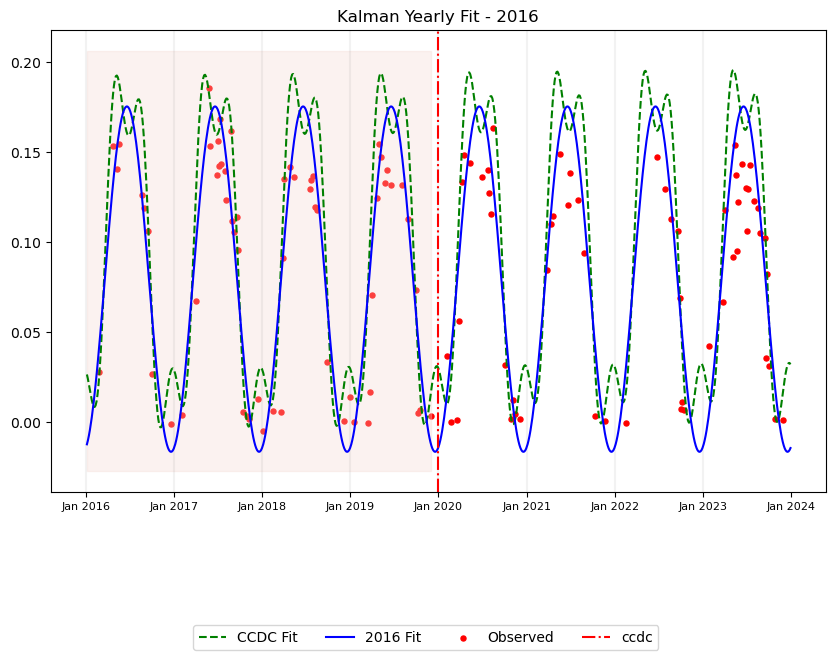 Kalman Yearly Fit - 2016
0.20
0.15
0.10
0.05
0.00
Jan 2016 Jan 2017 Jan 2018 Jan 2019 Jan 2020 Jan 2021 Jan 2022 Jan 2023 Jan 2024
CCDC Fit 2016 Fit Observed ccdc